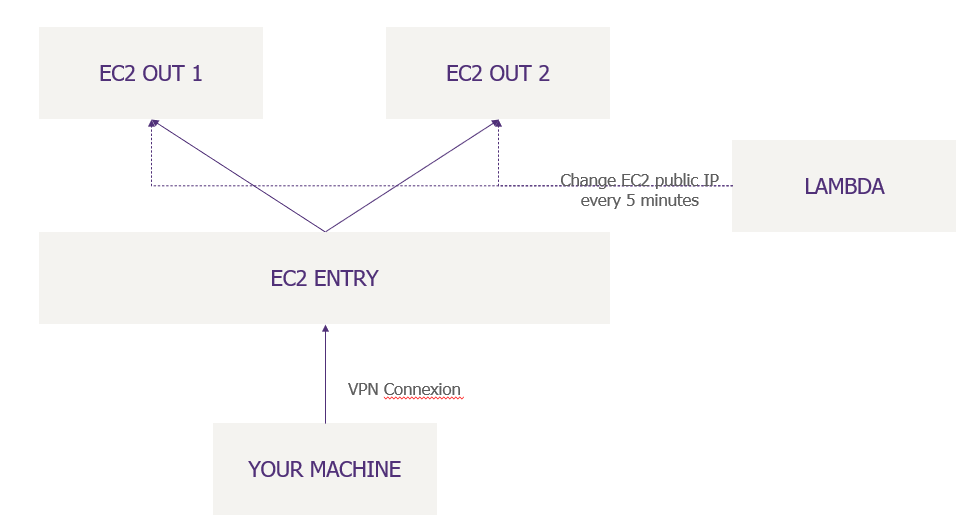 EC2 OUT 1
EC2 OUT 2
Change EC2 public IP
every 5 minutes
LAMBDA
EC2 ENTRY
VPN Connexion
YOUR MACHINE